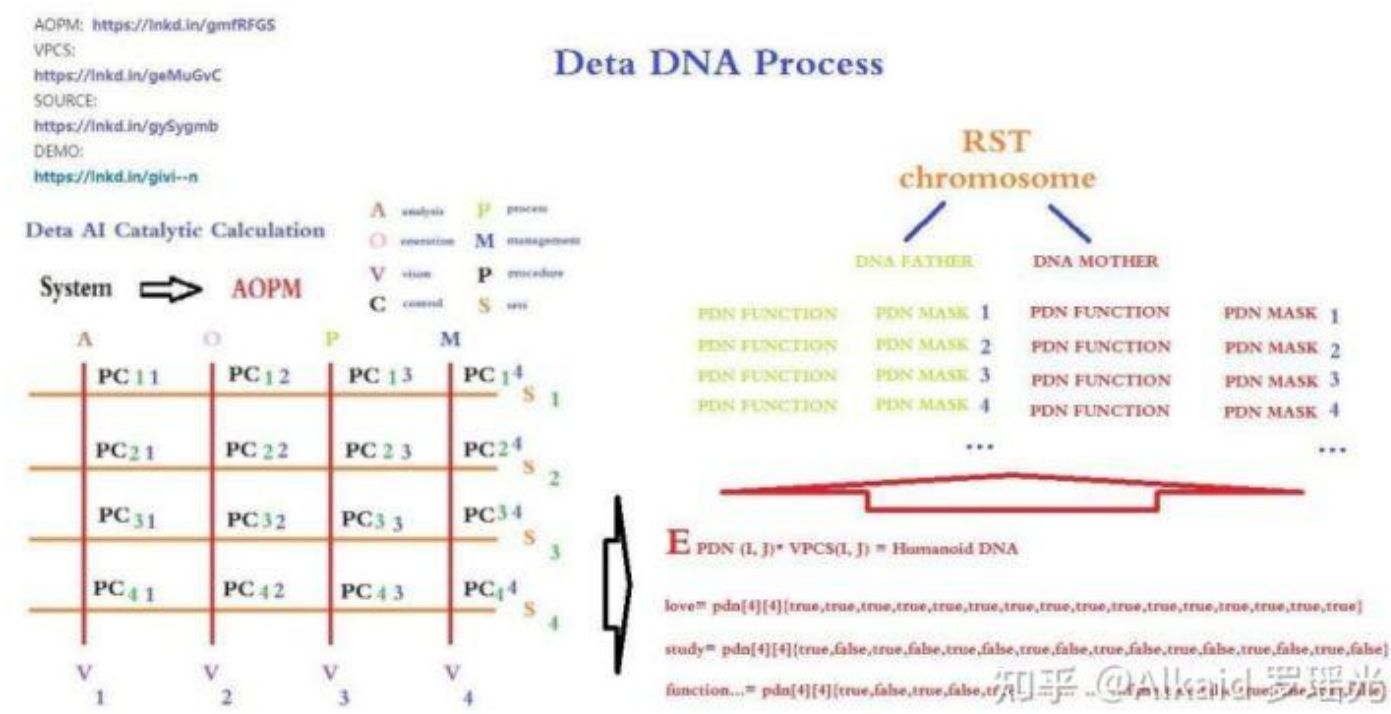 AOPM: https://lnkd.in/gmfRFGS
VPCS:
https://lnkd.in/geMuGvC
SOURCE:
https://lnkd.in/gySygmb
DEMO:
https://lnkd.in/givi--n
Deta DNA Process
RST
chromosome
DNA FATHER DNA MOTHER
PDN FUNCTION PDN MASK 1 PDN FUNCTION PDN MASK 1
PDN FUNCTION PDN MASK 2 PDN FUNCTION PDN MASK 2
PDN FUNCTION PDN MASK 3 PDN FUNCTION PDN MASK 3
PDN FUNCTION PDN MASK 4 PDN FUNCTION PDN MASK 4
... ...
Deta AI Catalytic Calculation
A analysis P process
O operation M management
V vison P procedure
C control S sets
System AOPM
A O P M
PC 1 1 PC 1 2 PC 1 3 PC 1 4
S 1
PC 2 1 PC 2 2 PC 2 3 PC 2 4
S 2
PC 3 1 PC 3 2 PC 3 3 PC 3 4
S 3
PC 4 1 PC 4 2 PC 4 3 PC 4 4
S 4
V V V V
1 2 3 4
E PDN (I, J)* VPCS(I, J) = Humanoid DNA
love= pdn[4][4]{true,true,true,true,true,true,true,true,true,true,true,true,true,true,true,true}
study= pdn[4][4]{true,false,true,false,true,false,true,false,true,false,true,false,true,false,true,false}
function...= pdn[4][4]{true,false,true,false,
知乎 @Alkaid 罗瑶光